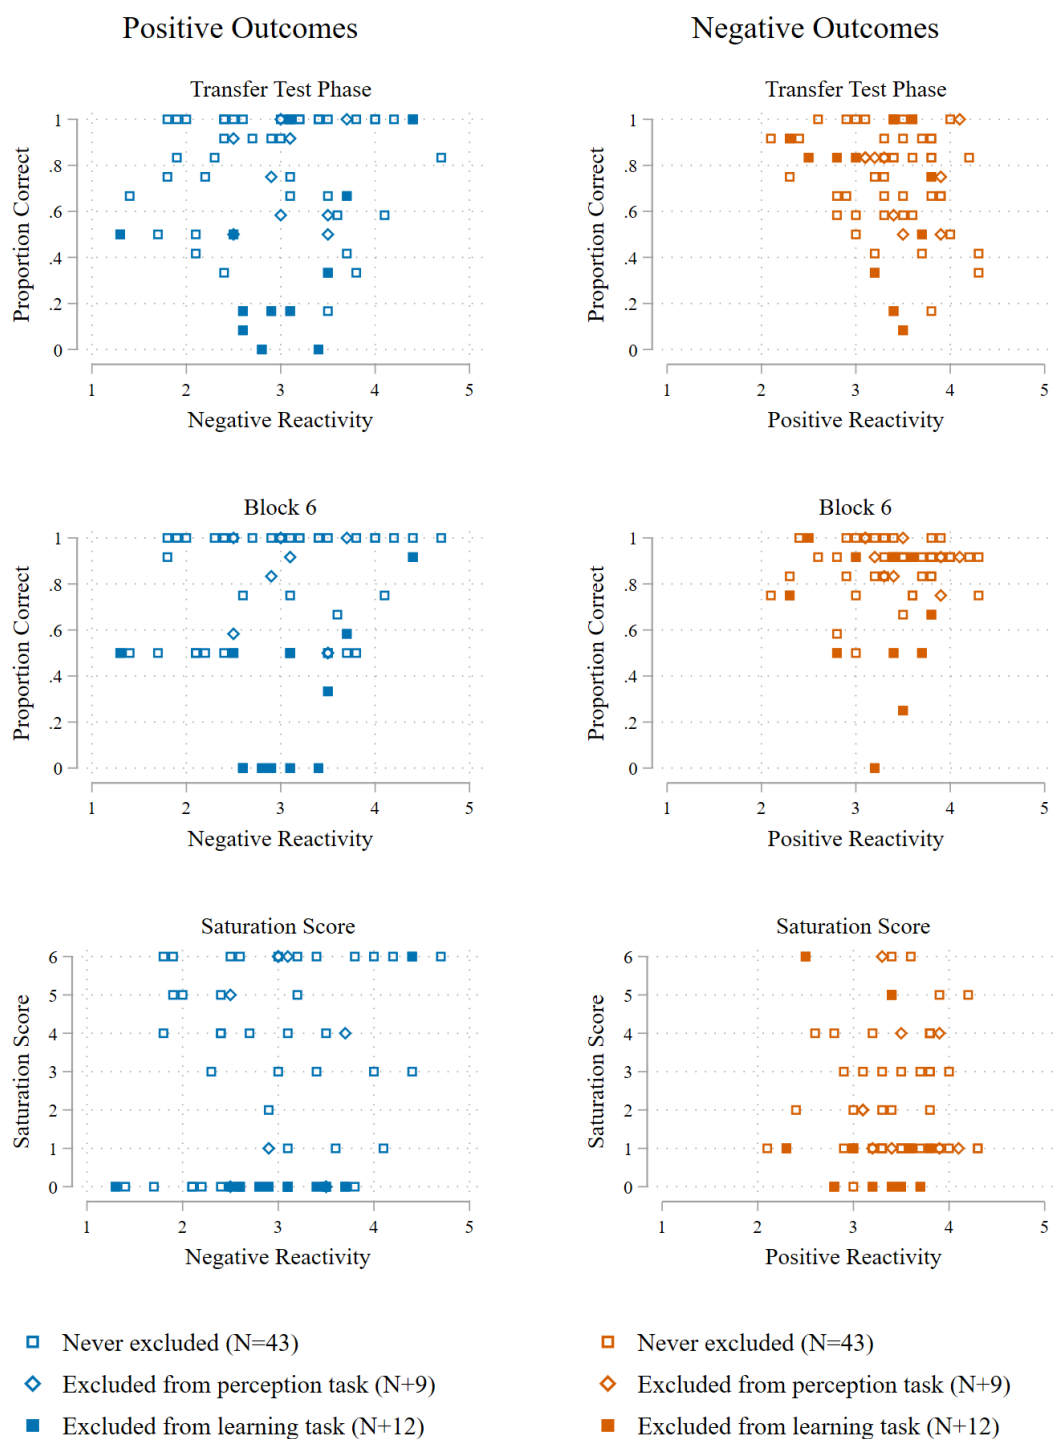 Positive Outcomes
Negative Outcomes
Transfer Test Phase
Proportion Correct
1
.8
.6
.4
.2
0
1 2 3 4 5
Negative Reactivity
Transfer Test Phase
Proportion Correct
1
.8
.6
.4
.2
0
1 2 3 4 5
Positive Reactivity
Block 6
Proportion Correct
1
.8
.6
.4
.2
0
1 2 3 4 5
Negative Reactivity
Block 6
Proportion Correct
1
.8
.6
.4
.2
0
1 2 3 4 5
Positive Reactivity
Saturation Score
Saturation Score
6
5
4
3
2
1
0
1 2 3 4 5
Negative Reactivity
Saturation Score
Saturation Score
6
5
4
3
2
1
0
1 2 3 4 5
Positive Reactivity
Never excluded (N=43)
Excluded from perception task (N+9)
Excluded from learning task (N+12)
Never excluded (N=43)
Excluded from perception task (N+9)
Excluded from learning task (N+12)